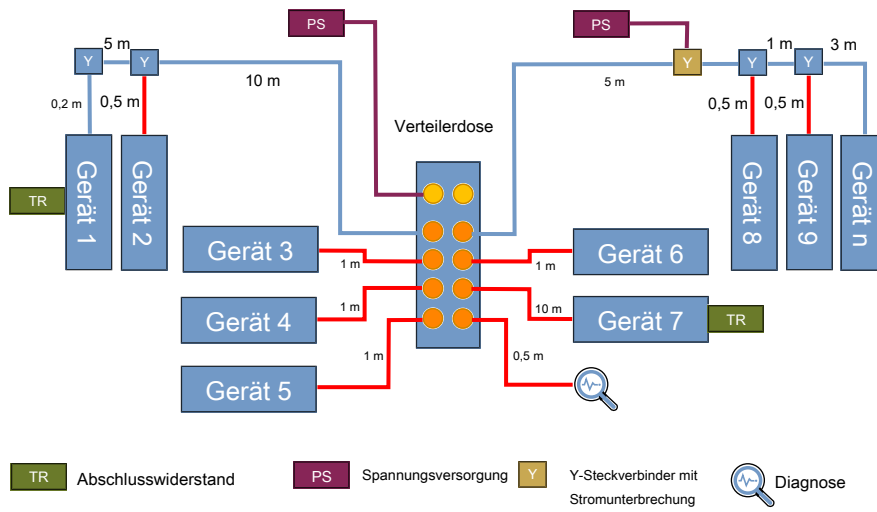 PS
PS
5 m
1 m
3 m
Y
Y
Y
Y
Y
10 m
5 m
0,2 m
0,5 m
0,5 m
0,5 m
Verteilerdose
Gerät 1
Gerät 2
Gerät 8
Gerät 9
Gerät n
TR
Gerät 3
Gerät 6
1 m
1 m
Gerät 4
1 m
10 m
Gerät 7
TR
Gerät 5
1 m
0,5 m
TR
Abschlusswiderstand
PS
Spannungsversorgung
Y
Y-Steckverbinder mit
Stromunterbrechung
Diagnose